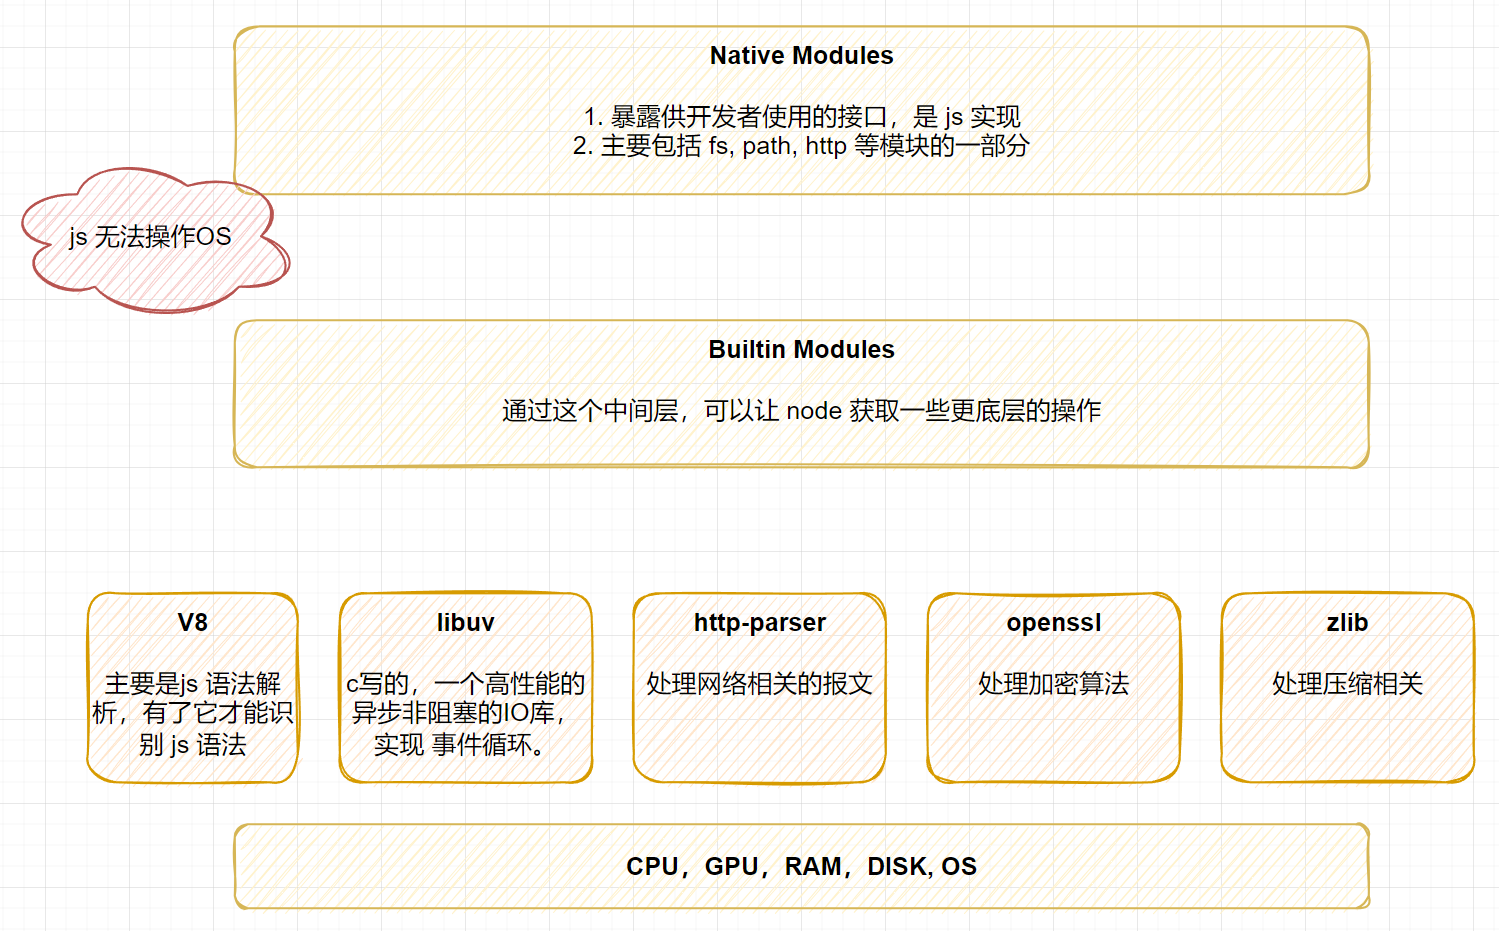 Native Modules
1. 暴露供开发者使用的接口，是 js 实现
2. 主要包括 fs, path, http 等模块的一部分
js 无法操作OS
Builtin Modules
通过这个中间层，可以让 node 获取一些更底层的操作
V8
主要是js 语法解
析，有了它才能识
别 js 语法
libuv
c写的，一个高性能的
异步非阻塞的IO库，
实现 事件循环。
http-parser
处理网络相关的报文
openssl
处理加密算法
zlib
处理压缩相关
CPU，GPU，RAM，DISK, OS